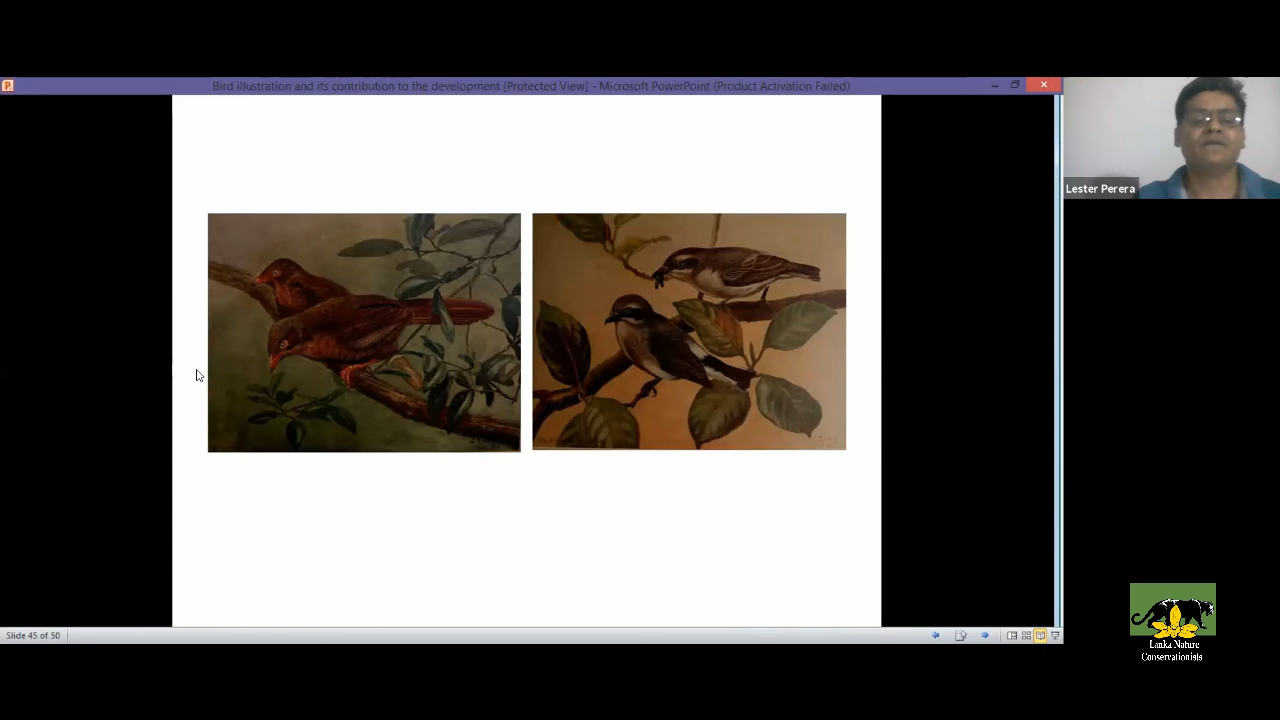 Bird illustration and its contribution to the development [Protected View] - Microsoft PowerPoint (Product Activation Failed)
Lester Perera
Slide 45 of 50
Lanka Nature
Conservationists